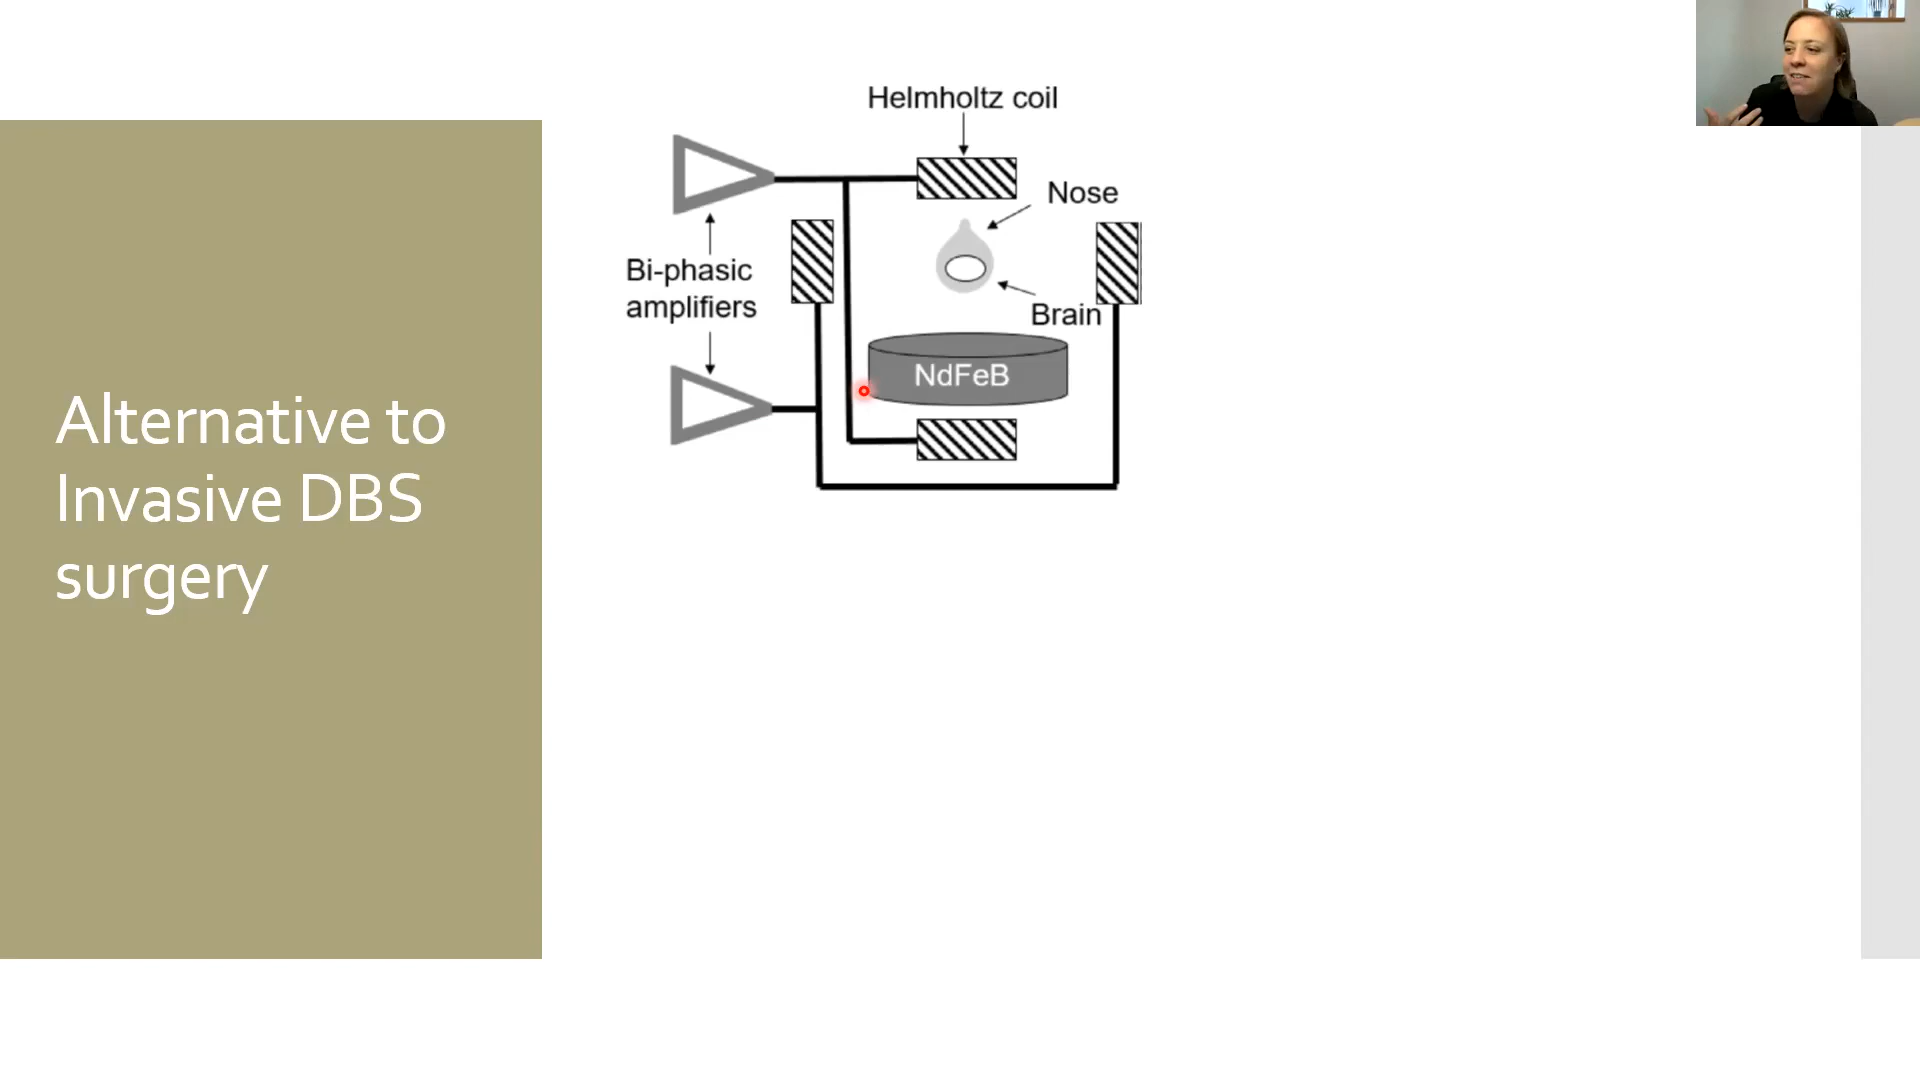 Alternative to
Invasive DBS
surgery
Helmholtz coil
Nose
Bi-phasic
amplifiers
Brain
NdFeB